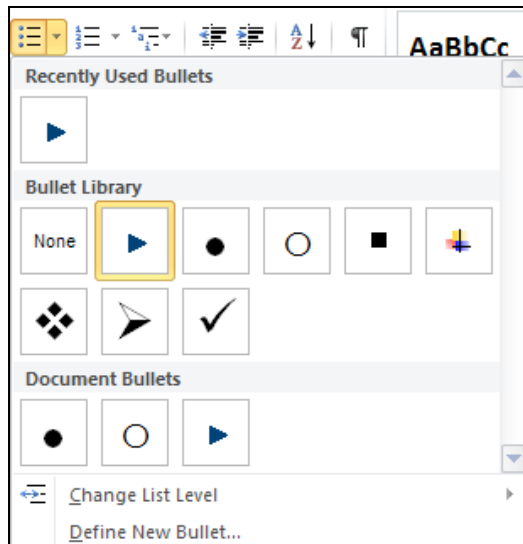 AaBbCc
Recently Used Bullets
Bullet Library
None
Document Bullets
Change List Level
Define New Bullet...